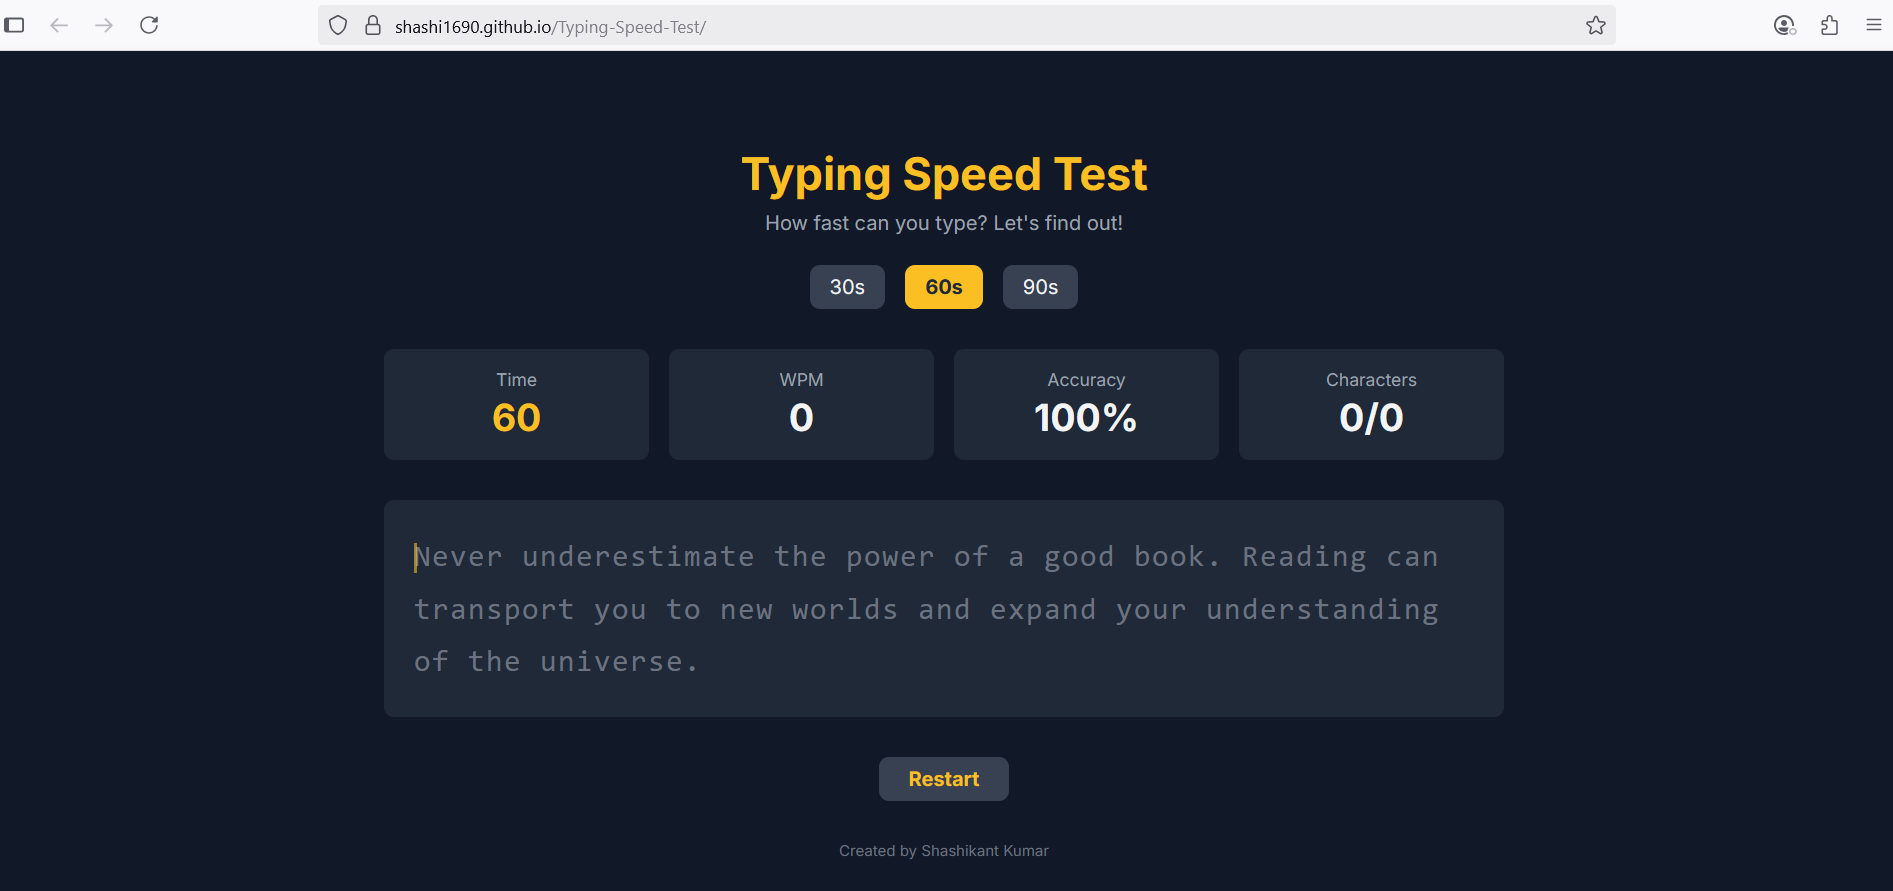 shashi1690.github.io/Typing-Speed-Test/
Typing Speed Test
How fast can you type? Let's find out!
30s
60s
90s
Time
60
WPM
0
Accuracy
100%
Characters
0/0
Never underestimate the power of a good book. Reading can
transport you to new worlds and expand your understanding
of the universe.
Restart
Created by Shashikant Kumar